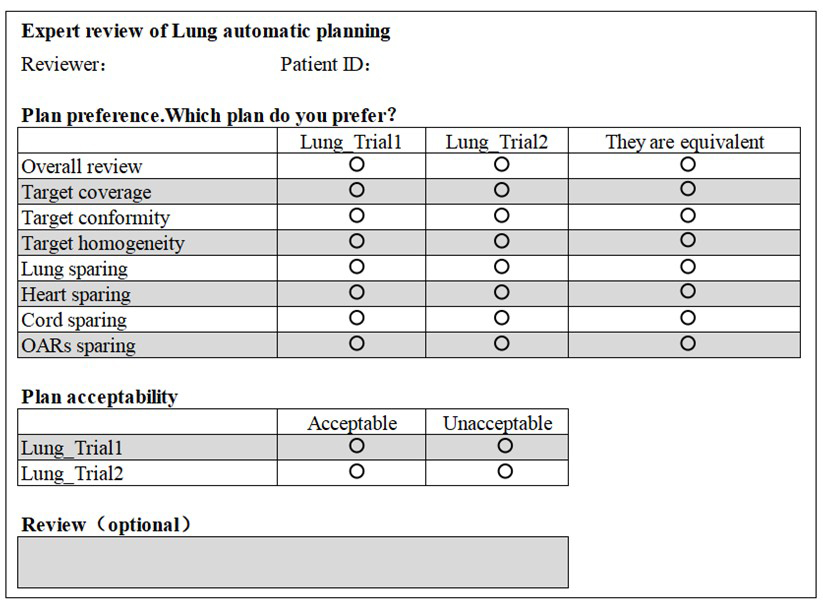 Expert review of Lung automatic planning
Reviewer： Patient ID：
Plan preference.Which plan do you prefer？
Lung_Trial1 Lung_Trial2 They are equivalent
Overall review
Target coverage
Target conformity
Target homogeneity
Lung sparing
Heart sparing
Cord sparing
OARs sparing
Plan acceptability
Acceptable Unacceptable
Lung_Trial1
Lung_Trial2
Review（optional）